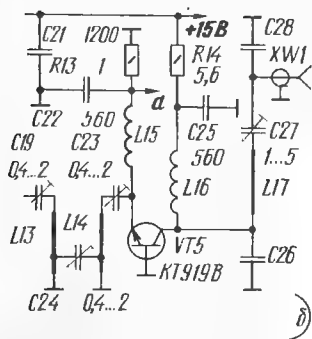 C21
1200
+15В
C28
R13
1
R14
5,6
XW1
C22
560
а
C25
560
C27
1...5
C19
0,4...2
C23
0,4...2
L15
L16
L17
L13
L14
VT5
КТ919В
C26
C24
0,4...2
б